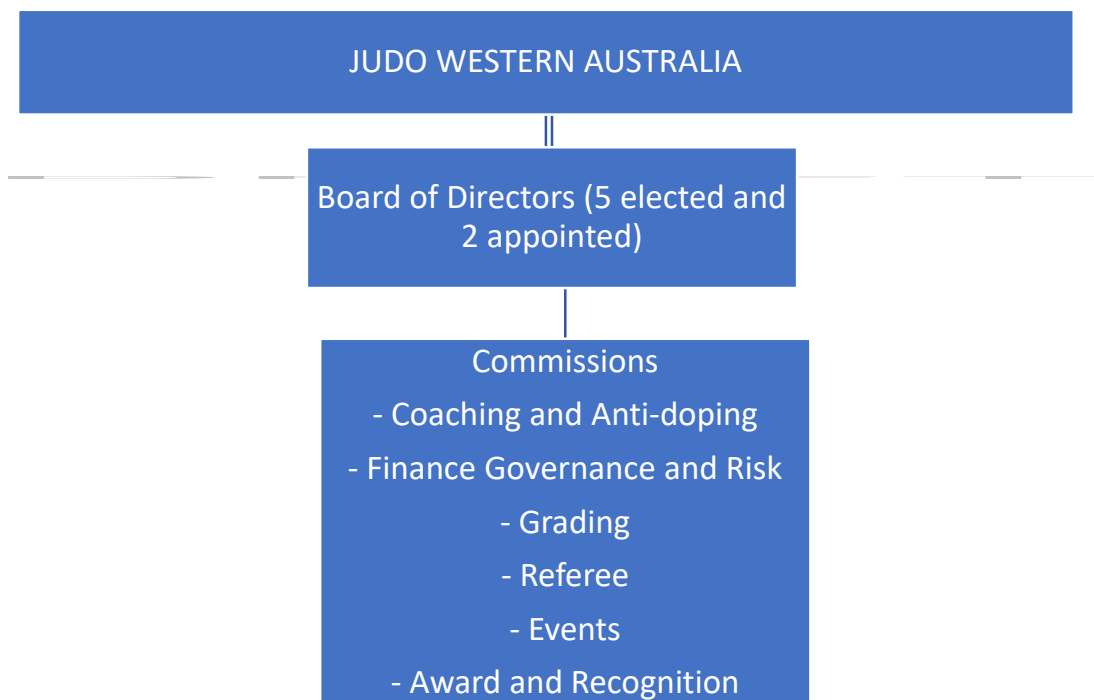 JUDO WESTERN AUSTRALIA
Board of Directors (5 elected and
2 appointed)
Commissions
- Coaching and Anti-doping
- Finance Governance and Risk
- Grading
- Referee
- Events
- Award and Recognition